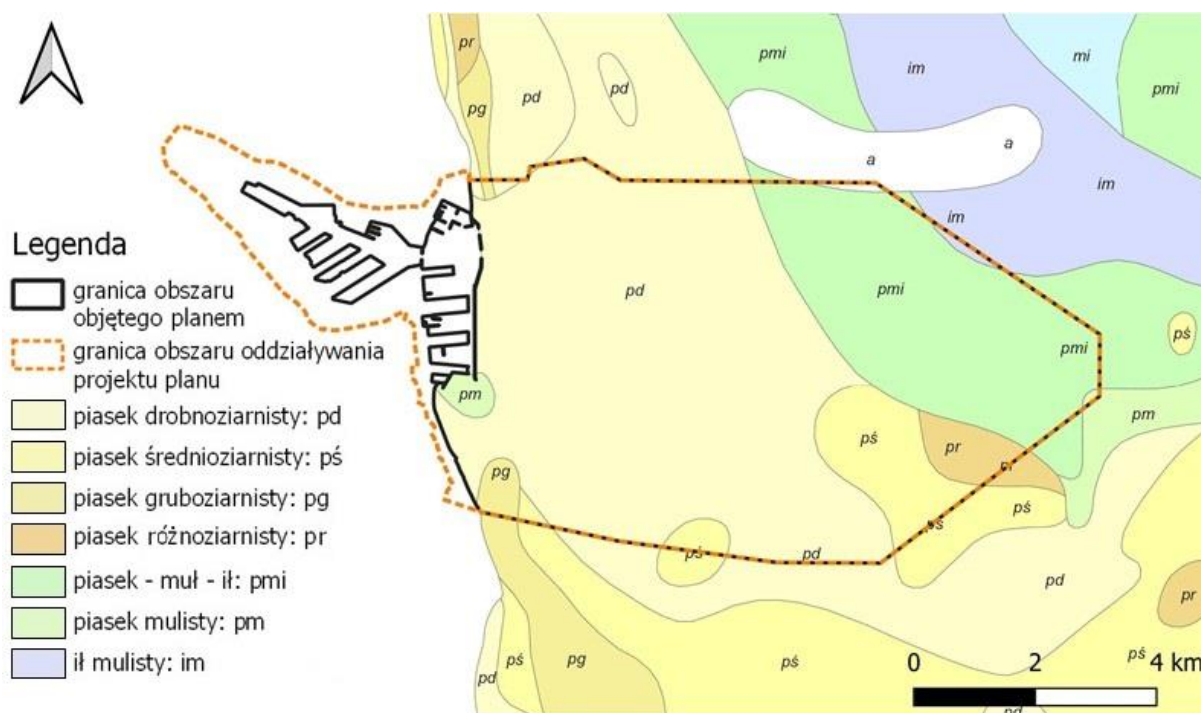 pr
pmi
im
mi
pmi
pd
pd
pg
a
a
im
im
Legenda
granica obszaru
objętego planem
granica obszaru oddziaływania
projektu planu
piasek drobnoziarnisty: pd
piasek średnioziarnisty: pś
piasek gruboziarnisty: pg
piasek różnoziarnisty: pr
piasek - muł - ił: pmi
piasek mulisty: pm
ił mulisty: im
pd
pmi
pmi
pś
pm
pm
pś
pr
pr
pg
pś
pś
pś
pd
pd
pr
pś
pg
pś
pś
pd
pd
0 2 4 km